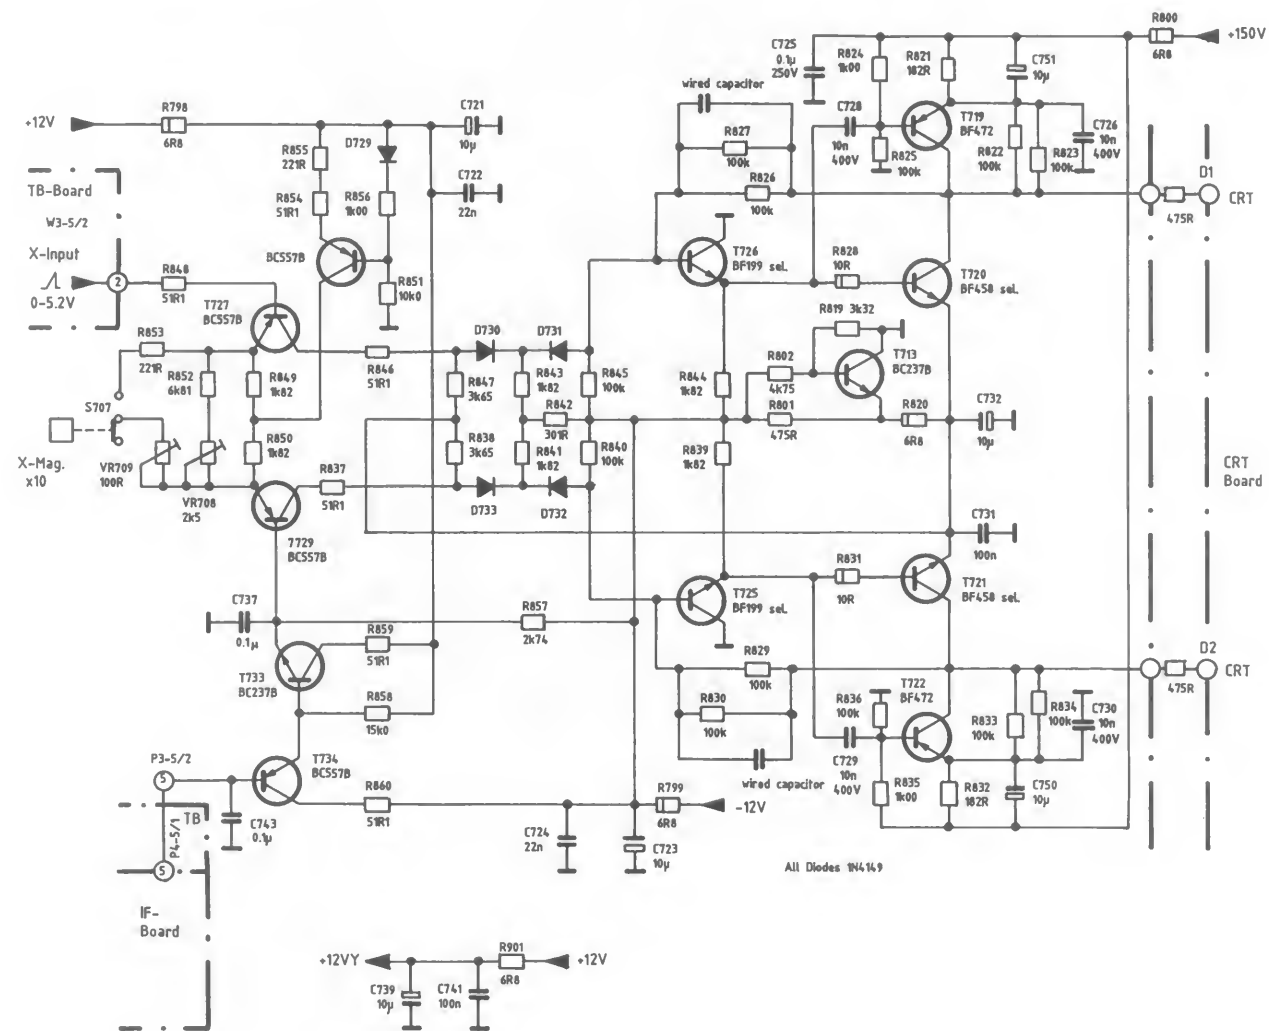 R800
+150V
6R8
C725
0.1µ
250V
R824
1k00
R821
182R
C751
10µ
wired capacitor
C728
10n
400V
T719
BF472
R827
100k
R825
100k
R822
100k
R823
100k
C726
10n
400V
R826
100k
D1
CRT
475R
+12V
R798
6R8
C721
10µ
R855
221R
D729
C722
22n
R854
51R1
R856
1k00
TB-Board
W3-5/2
X-Input
0-5.2V
2
R848
51R1
BC557B
R851
10k0
T727
BC557B
T726
BF199 sel.
R828
10R
T720
BF458 sel.
R853
221R
R852
6k81
R849
1k82
R846
51R1
D730
D731
R847
3k65
R843
1k82
R845
100k
R844
1k82
R819 3k32
R802
4k75
T713
BC237B
R801
475R
R820
6R8
C732
10µ
S707
X-Mag.
x10
VR709
100R
VR708
2k5
R850
1k82
R837
51R1
R838
3k65
R842
301R
R841
1k82
R840
100k
R839
1k82
D733
D732
CRT
Board
7729
BC557B
C731
100n
R831
10R
T721
BF458 sel.
T725
BF199 sel.
C737
0.1µ
R857
2k74
R859
51R1
T733
BC237B
R858
15k0
R829
100k
R830
100k
wired capacitor
D2
CRT
475R
T722
BF472
R836
100k
C729
10n
400V
R835
1k00
R832
182R
R833
100k
R834
100k
C730
10n
400V
C750
10µ
P3-5/2
5
T734
BC557B
R860
51R1
R799
6R8
-12V
TB
P4-5/1
5
C743
0.1µ
C724
22n
C723
10µ
All Diodes 1N4149
IF-
Board
+12VY
R901
6R8
+12V
C739
10µ
C741
100n